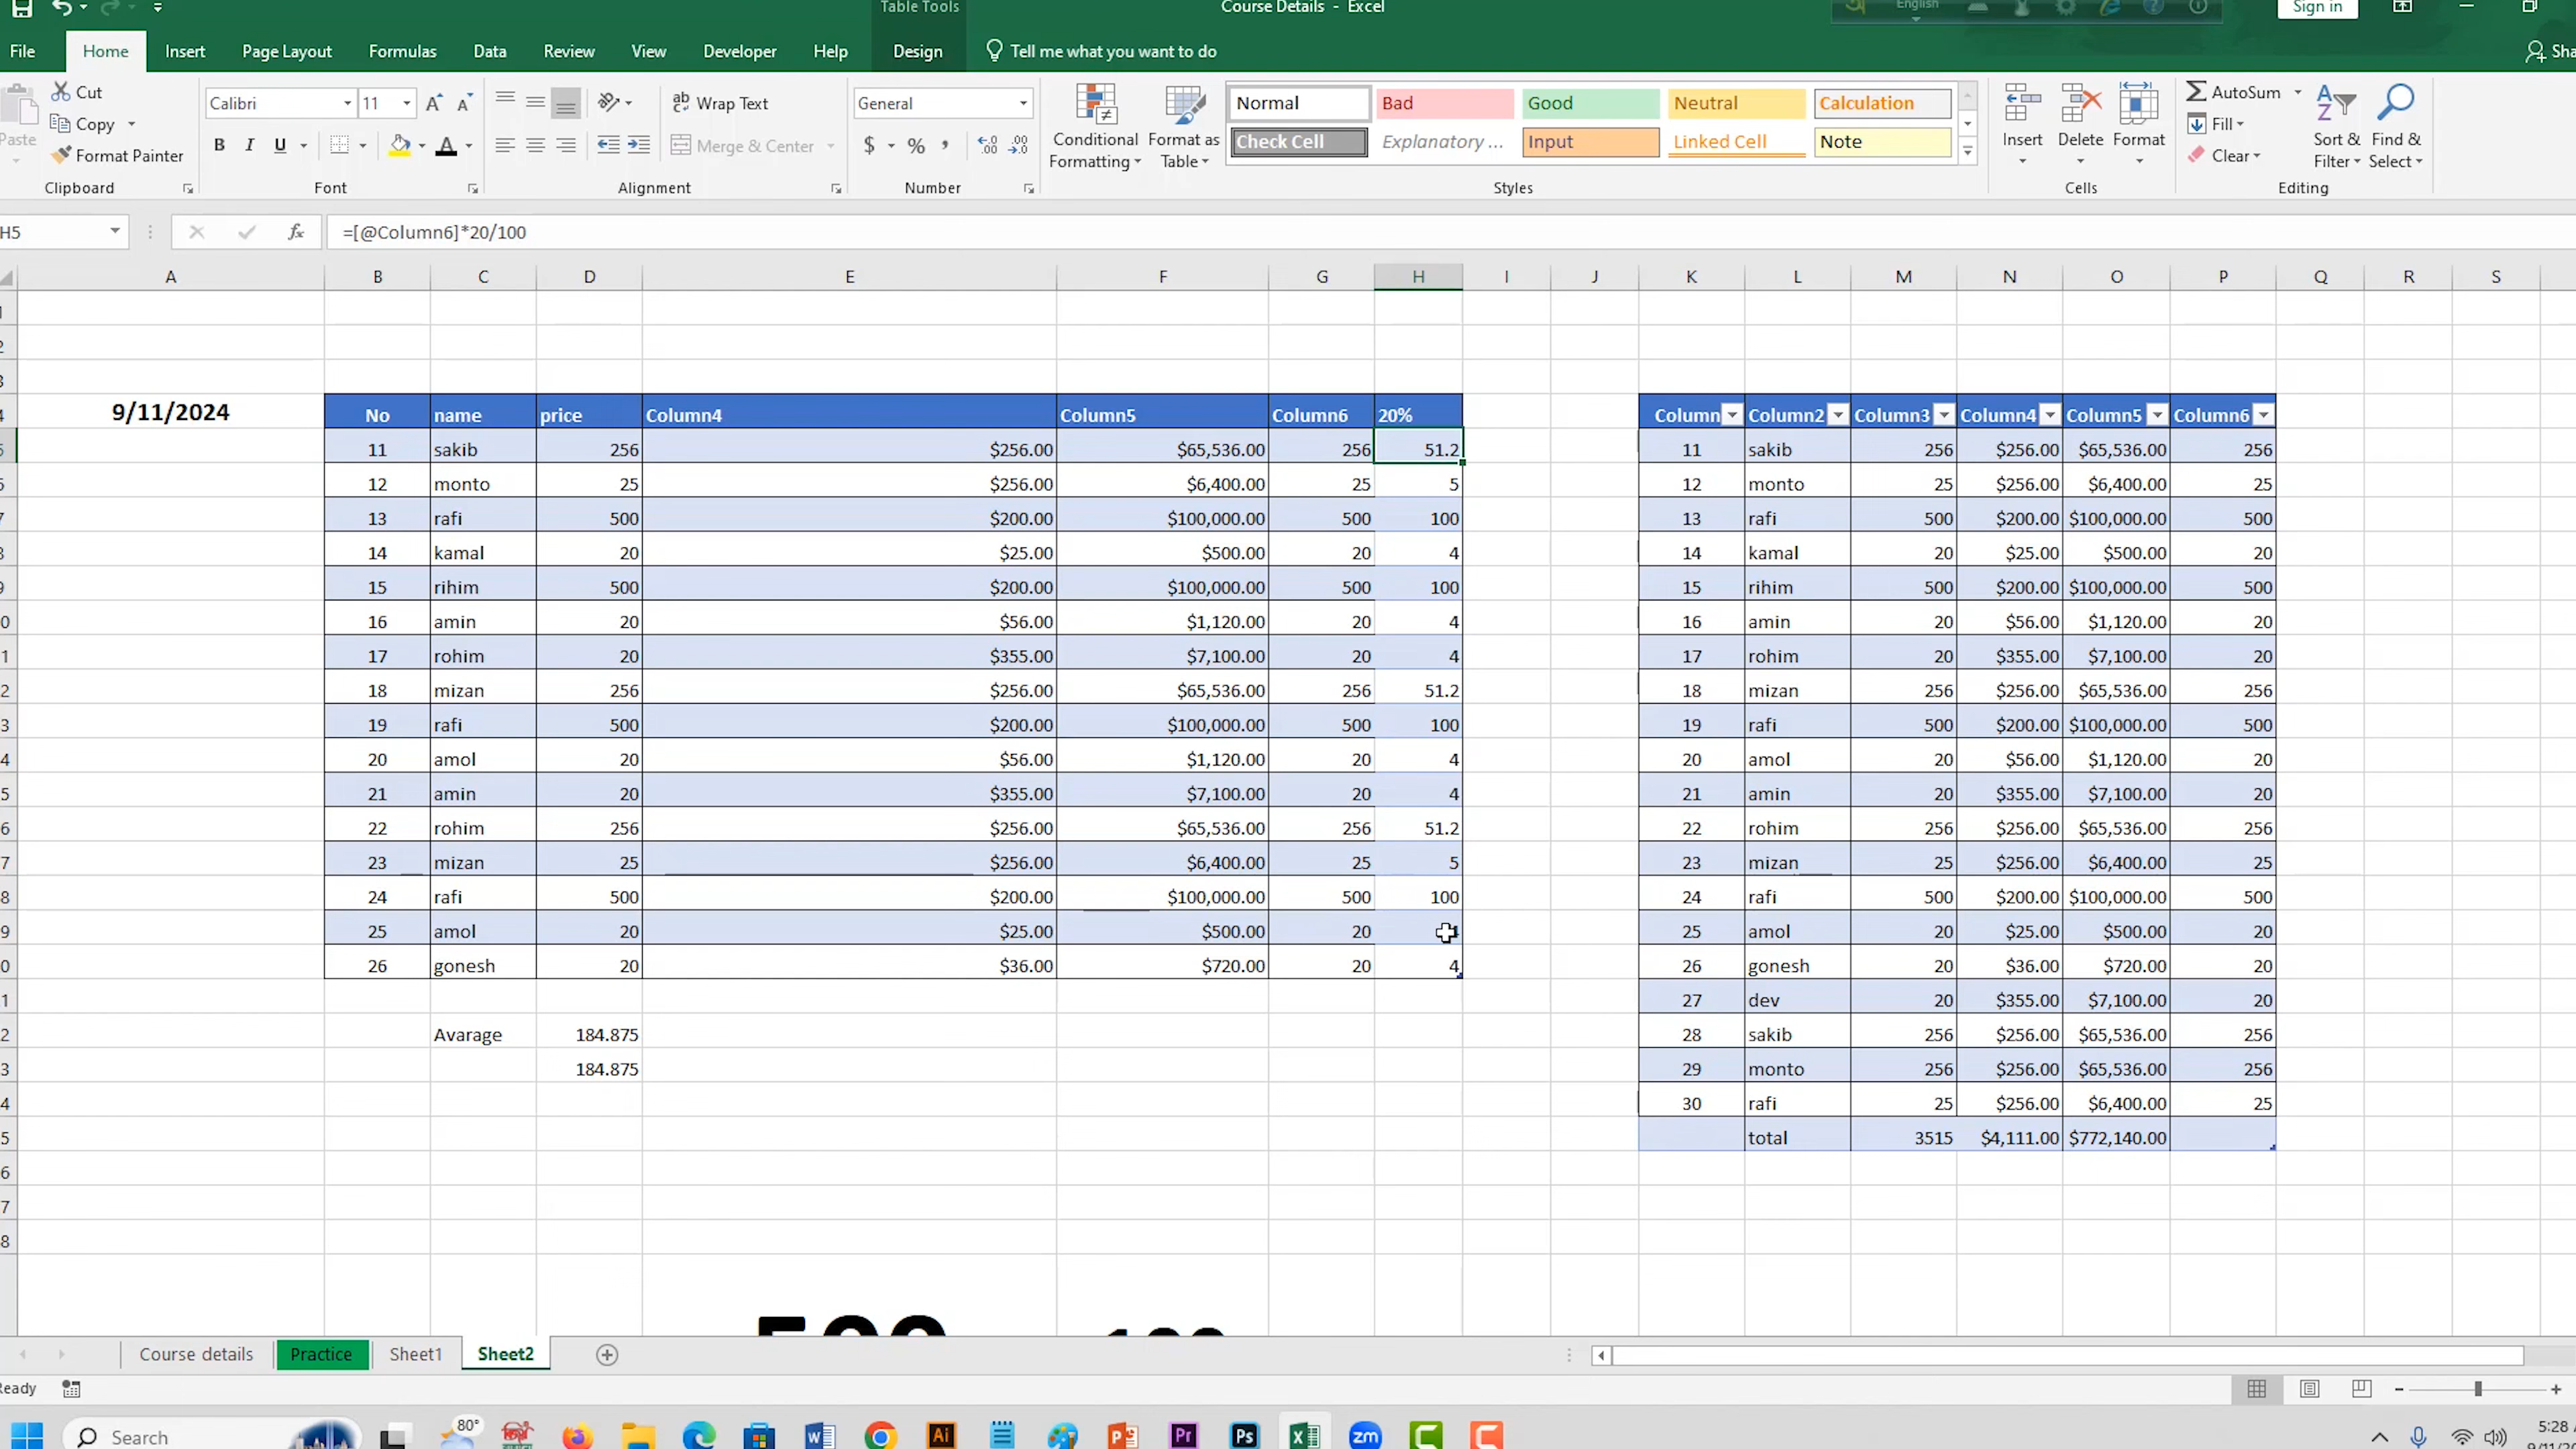 Table Tools
Course Details - Excel
English
Sign in
File Home Insert Page Layout Formulas Data Review View Developer Help Design Tell me what you want to do
Cut
Copy
Format Painter
Paste
Clipboard
Calibri 11
B I U
Font
Wrap Text
Merge & Center
Alignment
General
$ %
Number
Conditional Formatting
Format as Table
Normal Bad Good Neutral Calculation
Check Cell Explanatory ... Input Linked Cell Note
Styles
Insert Delete Format
Cells
AutoSum
Fill
Clear
Sort & Filter
Find & Select
Editing
H5 fx =[@Column6]*20/100
A B C D E F G H I J K L M N O P Q R S
9/11/2024 No name price Column4 Column5 Column6 20% Column Column2 Column3 Column4 Column5 Column6
11 sakib 256 $256.00 $65,536.00 256 51.2 11 sakib 256 $256.00 $65,536.00 256
12 monto 25 $256.00 $6,400.00 25 5 12 monto 25 $256.00 $6,400.00 25
13 rafi 500 $200.00 $100,000.00 500 100 13 rafi 500 $200.00 $100,000.00 500
14 kamal 20 $25.00 $500.00 20 4 14 kamal 20 $25.00 $500.00 20
15 rihim 500 $200.00 $100,000.00 500 100 15 rihim 500 $200.00 $100,000.00 500
16 amin 20 $56.00 $1,120.00 20 4 16 amin 20 $56.00 $1,120.00 20
17 rohim 20 $355.00 $7,100.00 20 4 17 rohim 20 $355.00 $7,100.00 20
18 mizan 256 $256.00 $65,536.00 256 51.2 18 mizan 256 $256.00 $65,536.00 256
19 rafi 500 $200.00 $100,000.00 500 100 19 rafi 500 $200.00 $100,000.00 500
20 amol 20 $56.00 $1,120.00 20 4 20 amol 20 $56.00 $1,120.00 20
21 amin 20 $355.00 $7,100.00 20 4 21 amin 20 $355.00 $7,100.00 20
22 rohim 256 $256.00 $65,536.00 256 51.2 22 rohim 256 $256.00 $65,536.00 256
23 mizan 25 $256.00 $6,400.00 25 5 23 mizan 25 $256.00 $6,400.00 25
24 rafi 500 $200.00 $100,000.00 500 100 24 rafi 500 $200.00 $100,000.00 500
25 amol 20 $25.00 $500.00 20 25 amol 20 $25.00 $500.00 20
26 gonesh 20 $36.00 $720.00 20 4 26 gonesh 20 $36.00 $720.00 20
27 dev 20 $355.00 $7,100.00 20
Avarage 184.875 28 sakib 256 $256.00 $65,536.00 256
184.875 29 monto 256 $256.00 $65,536.00 256
30 rafi 25 $256.00 $6,400.00 25
total 3515 $4,111.00 $772,140.00
Course details Practice Sheet1 Sheet2
Search
80°
Ai
Pr
Ps
zm
5:28